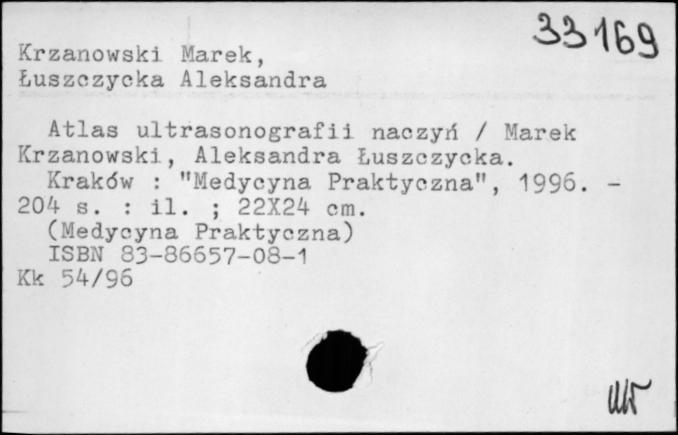 33169
Krzanowski Marek,
Łuszczycka Aleksandra
Atlas ultrasonografii naczyń / Marek
Krzanowski, Aleksandra Łuszczycka.
Kraków : "Medycyna Praktyczna", 1996. -
204 s. : il. ; 22X24 cm.
(Medycyna Praktyczna)
ISBN 83-86657-08-1
Kk 54/96